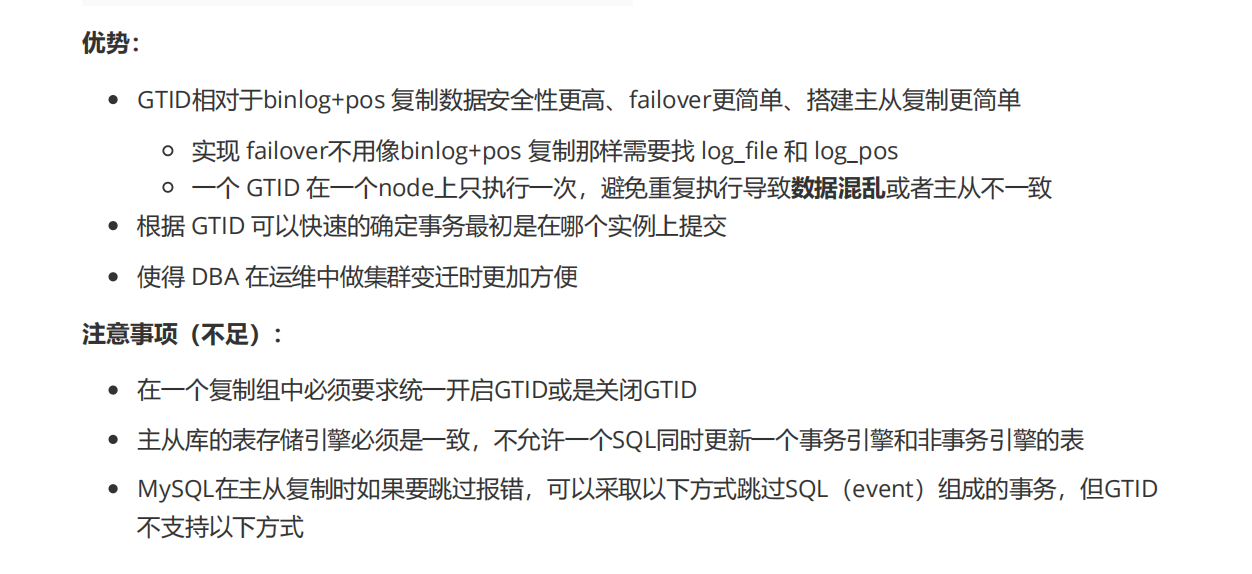 优势：
GTID相对于binlog+pos 复制数据安全性更高、failover更简单、搭建主从复制更简单
实现 failover不用像binlog+pos 复制那样需要找 log_file 和 log_pos
一个 GTID 在一个node上只执行一次，避免重复执行导致数据混乱或者主从不一致
根据 GTID 可以快速的确定事务最初是在哪个实例上提交
使得 DBA 在运维中做集群变迁时更加方便
注意事项（不足）：
在一个复制组中必须要求统一开启GTID或是关闭GTID
主从库的表存储引擎必须是一致，不允许一个SQL同时更新一个事务引擎和非事务引擎的表
MySQL在主从复制时如果要跳过报错，可以采取以下方式跳过SQL（event）组成的事务，但GTID
不支持以下方式